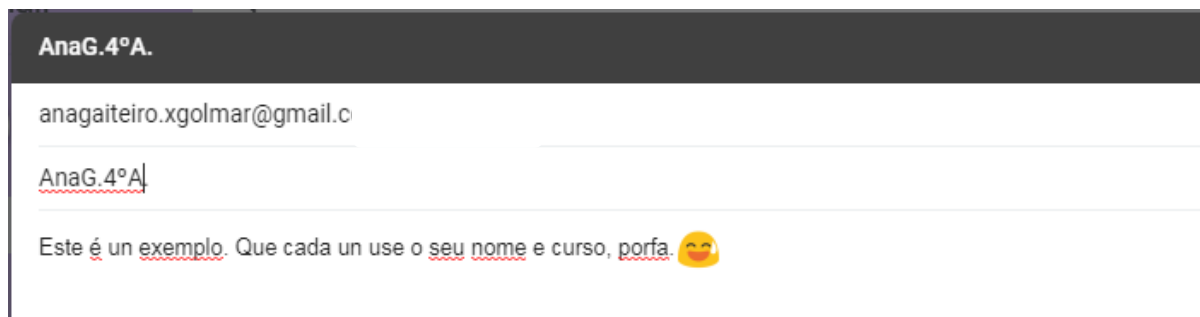 AnaG.4ºA.
anagaiteiro.xgolmar@gmail.c
AnaG.4ºA.
Este é un exemplo. Que cada un use o seu nome e curso, porfa. 😅